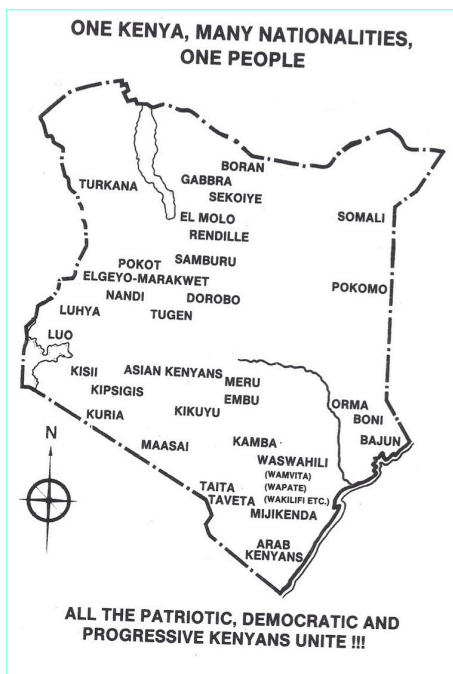 ONE KENYA, MANY NATIONALITIES,
ONE PEOPLE
BORAN
GABBRA
TURKANA
SEKOIYE
EL MOLO
SOMALI
RENDILLE
SAMBURU
POKOT
ELGEYO-MARAKWET
POKOMO
NANDI
DOROBO
LUHYA
TUGEN
LUO
KISII
ASIAN KENYANS
MERU
KIPSIGIS
EMBU
ORMA
KURIA
KIKUYU
BONI
N
MAASAI
KAMBA
BAJUN
WASWAHILI
(WAMVITA)
TAITA
(WAPATE)
TAVETA
(WAKILIFI ETC.)
MIJIKENDA
ARAB
KENYANS
ALL THE PATRIOTIC, DEMOCRATIC AND
PROGRESSIVE KENYANS UNITE !!!